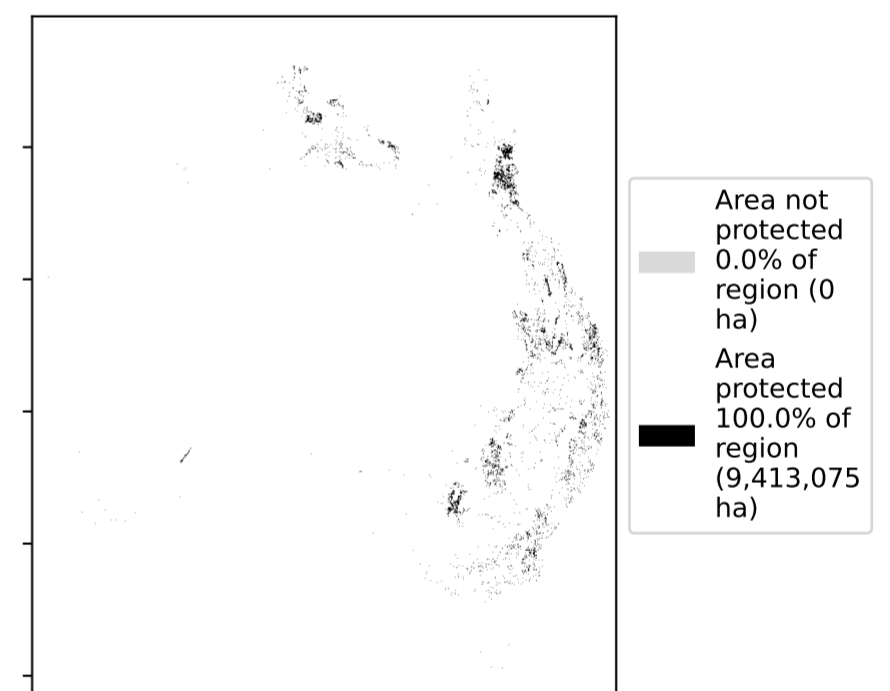 Area not
protected
0.0% of
region (0
ha)
Area
protected
100.0% of
region
(9,413,075
ha)